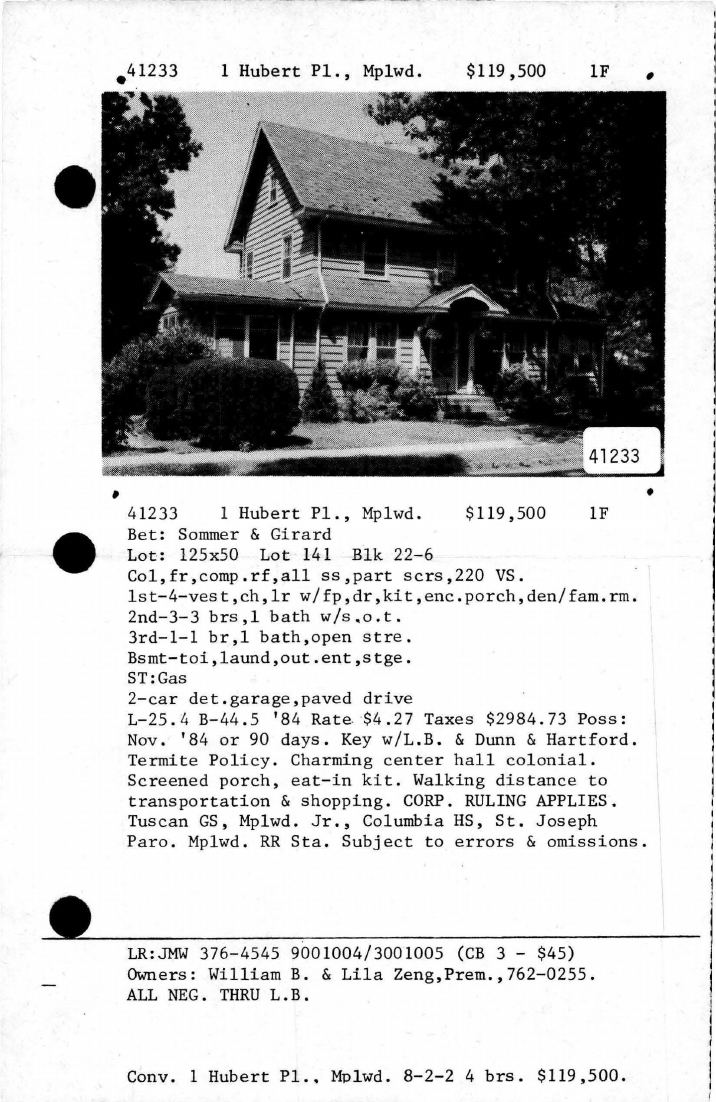 41233 1 Hubert Pl., Mplwd. $119,500 1F
41233
41233 1 Hubert Pl., Mplwd. $119,500 1F
Bet: Sommer & Girard
Lot: 125x50 Lot 141 Blk 22-6
Col,fr,comp.rf,all ss,part scrs,220 VS.
1st-4-vest,ch,lr w/fp,dr,kit,enc.porch,den/fam.rm.
2nd-3-3 brs,1 bath w/s.o.t.
3rd-1-1 br,1 bath,open stre.
Bsmt-toi,laund,out.ent,stge.
ST:Gas
2-car det.garage,paved drive
L-25.4 B-44.5 '84 Rate $4.27 Taxes $2984.73 Poss:
Nov. '84 or 90 days. Key w/L.B. & Dunn & Hartford.
Termite Policy. Charming center hall colonial.
Screened porch, eat-in kit. Walking distance to
transportation & shopping. CORP. RULING APPLIES.
Tuscan GS, Mplwd. Jr., Columbia HS, St. Joseph
Paro. Mplwd. RR Sta. Subject to errors & omissions.
LR:JMW 376-4545 9001004/3001005 (CB 3 - $45)
Owners: William B. & Lila Zeng,Prem.,762-0255.
ALL NEG. THRU L.B.
Conv. 1 Hubert Pl., Mplwd. 8-2-2 4 brs. $119,500.